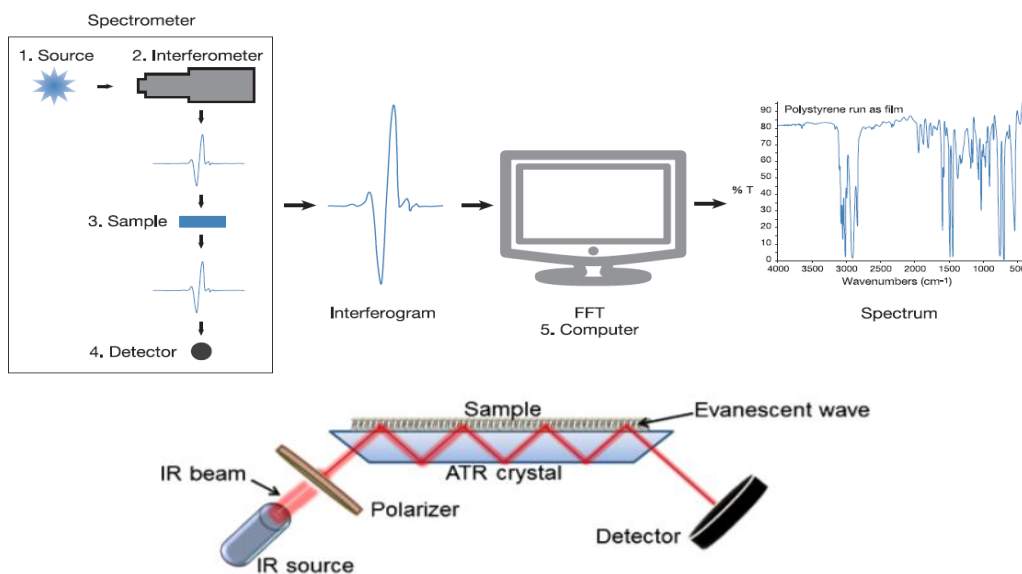 Spectrometer
1. Source
2. Interferometer
3. Sample
4. Detector
Interferogram
FFT
5. Computer
Polystyrene run as film
% T
90
80
70
60
50
40
30
20
10
0
4000 3500 3000 2500 2000 1500 1000 500
Wavenumbers (cm-1)
Spectrum
Sample
Evanescent wave
IR beam
ATR crystal
Polarizer
Detector
IR source